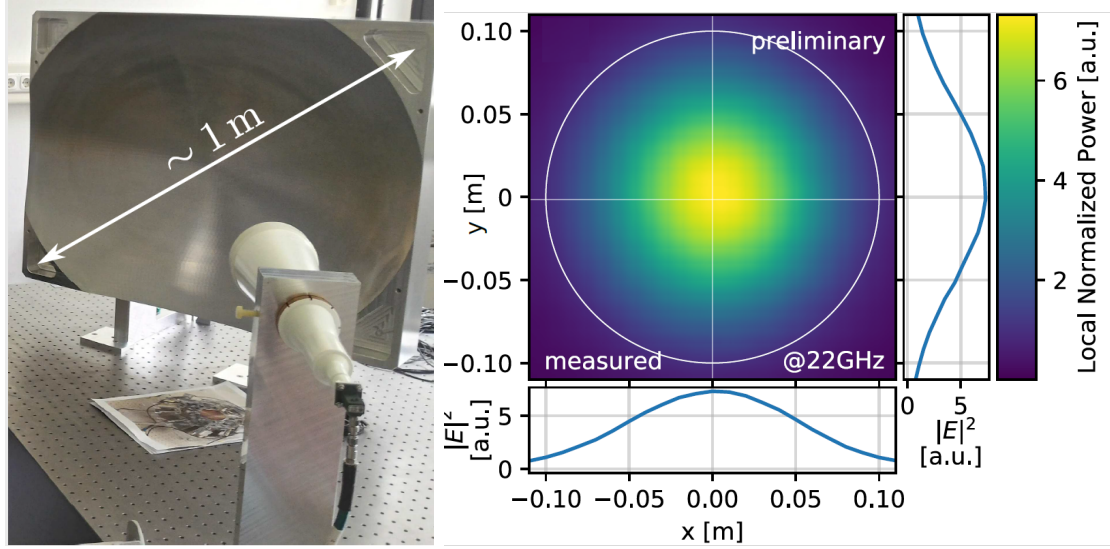 ~ 1 m
preliminary
measured
@22GHz
0.10
0.05
0
−0.05
−0.10
y [m]
0
5
|E|²
[a.u.]
6
4
2
Local Normalized Power [a.u.]
5
0
|E|²
[a.u.]
−0.10
−0.05
0.00
0.05
0.10
x [m]